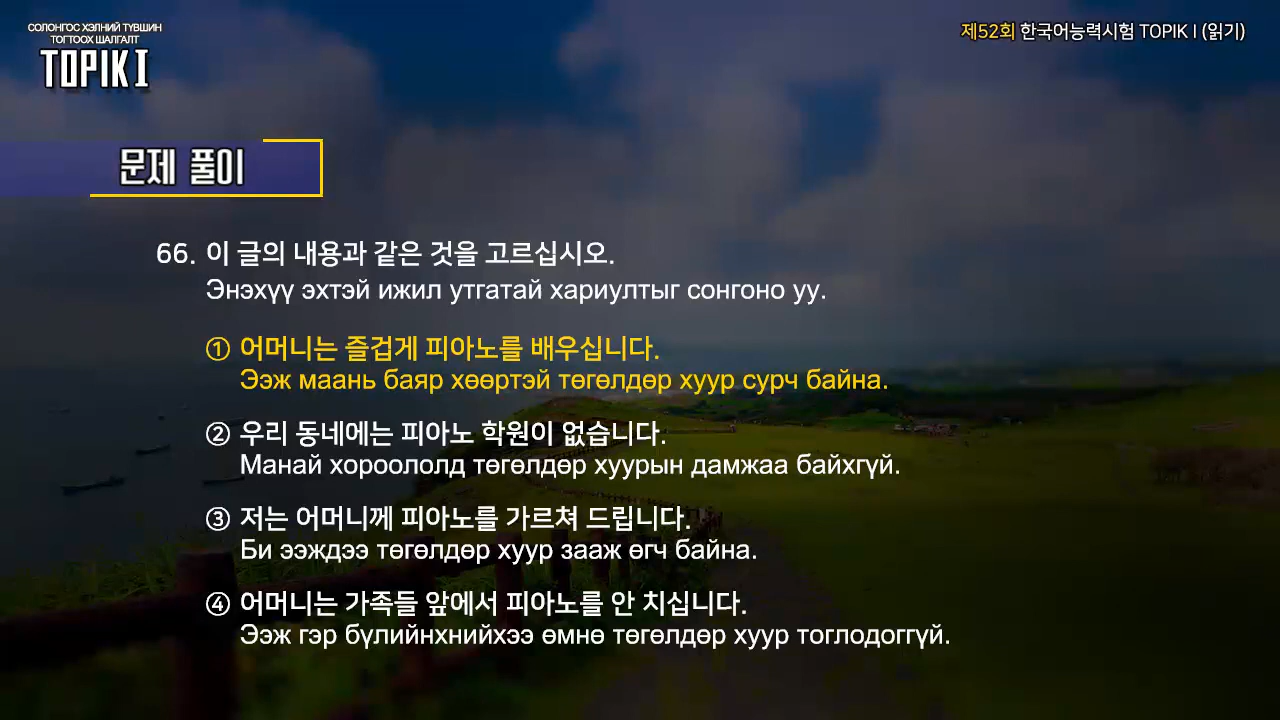 СОЛОНГОС ХЭЛНИЙ ТҮВШИН
ТОГТООХ ШАЛГАЛТ
TOPIK I
제52회 한국어능력시험 TOPIK I (읽기)
문제 풀이
66. 이 글의 내용과 같은 것을 고르십시오.
Энэхүү эхтэй ижил утгатай хариултыг сонгоно уу.
① 어머니는 즐겁게 피아노를 배우십니다.
Ээж маань баяр хөөртэй төгөлдөр хуур сурч байна.
② 우리 동네에는 피아노 학원이 없습니다.
Манай хороололд төгөлдөр хуурын дамжаа байхгүй.
③ 저는 어머니께 피아노를 가르쳐 드립니다.
Би ээждээ төгөлдөр хуур зааж өгч байна.
④ 어머니는 가족들 앞에서 피아노를 안 치십니다.
Ээж гэр бүлийнхнийхээ өмнө төгөлдөр хуур тоглодоггүй.